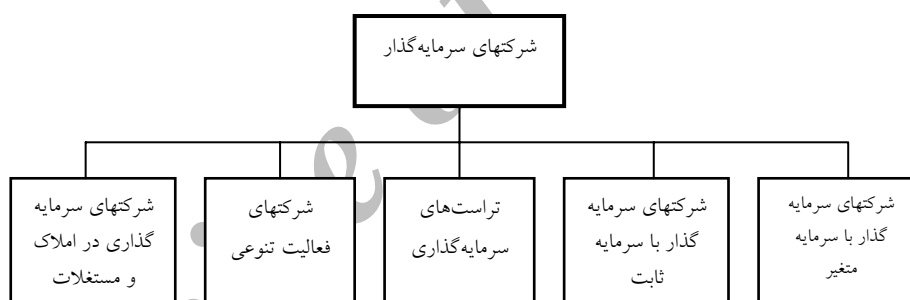 شرکتهای سرمایه‌گذار
شرکتهای سرمایه
گذار با سرمایه
متغیر
شرکتهای سرمایه
گذار با سرمایه
ثابت
تراست‌های
سرمایه‌گذاری
شرکتهای
فعالیت تنوعی
شرکتهای سرمایه
گذاری در املاک
و مستغلات